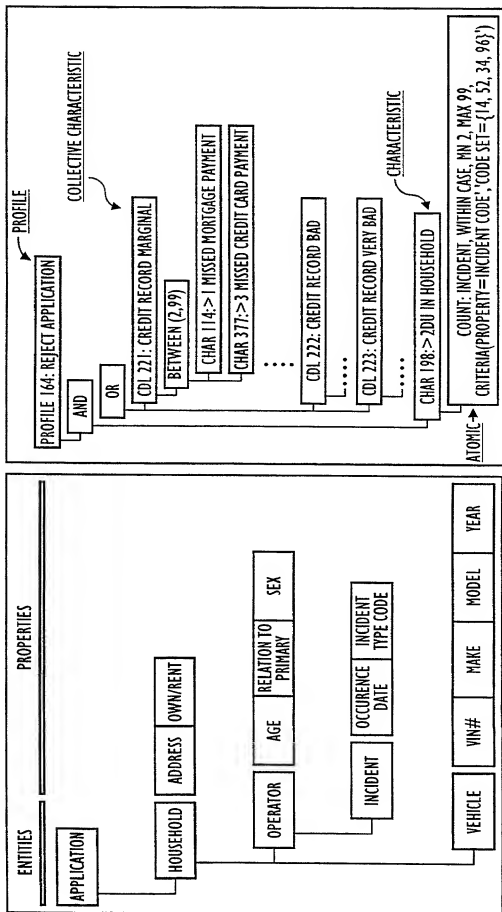 ENTITIES
PROPERTIES
APPLICATION
HOUSEHOLD
ADDRESS
OWN/RENT
OPERATOR
AGE
RELATION TO
PRIMARY
SEX
INCIDENT
OCCURENCE
DATE
INCIDENT
TYPE CODE
VEHICLE
VIN#
MAKE
MODEL
YEAR
PROFILE
PROFILE 164: REJECT APPLICATION
AND
OR
COLLECTIVE CHARACTERISTIC
CDL 221: CREDIT RECORD MARGINAL
BETWEEN (2,99)
CHAR 114:> 1 MISSED MORTGAGE PAYMENT
CHAR 377:>3 MISSED CREDIT CARD PAYMENT
CDL 222: CREDIT RECORD BAD
CDL 223: CREDIT RECORD VERY BAD
CHARACTERISTIC
CHAR 198:> 2DU IN HOUSEHOLD
ATOMIC
COUNT: INCIDENT, WITHIN CASE, MN 2, MAX 99,
CRITERIA(PROPERTY='INCIDENT CODE', CODE SET={14, 52, 34, 96}')